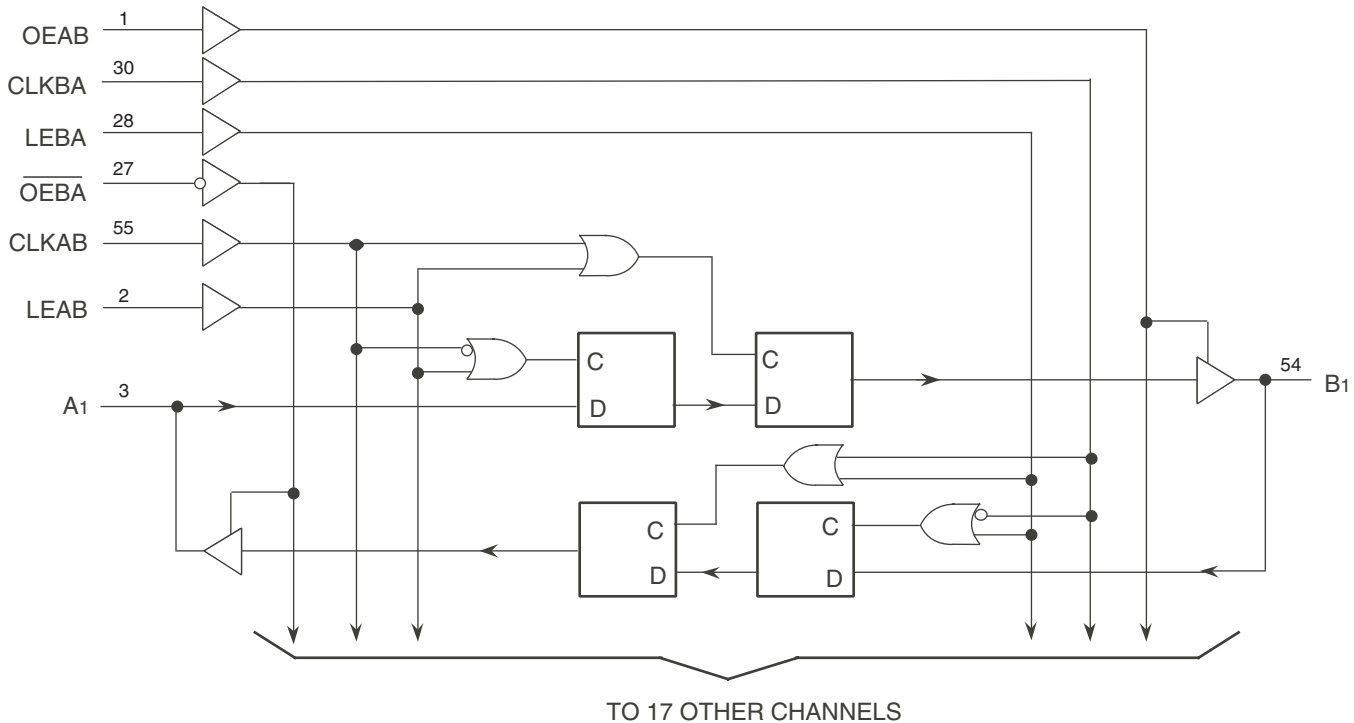 OEAB 1
CLKBA 30
LEBA 28
OEBA 27
CLKAB 55
LEAB 2
C
D
C
D
54
B1
A1 3
C
D
C
D
TO 17 OTHER CHANNELS